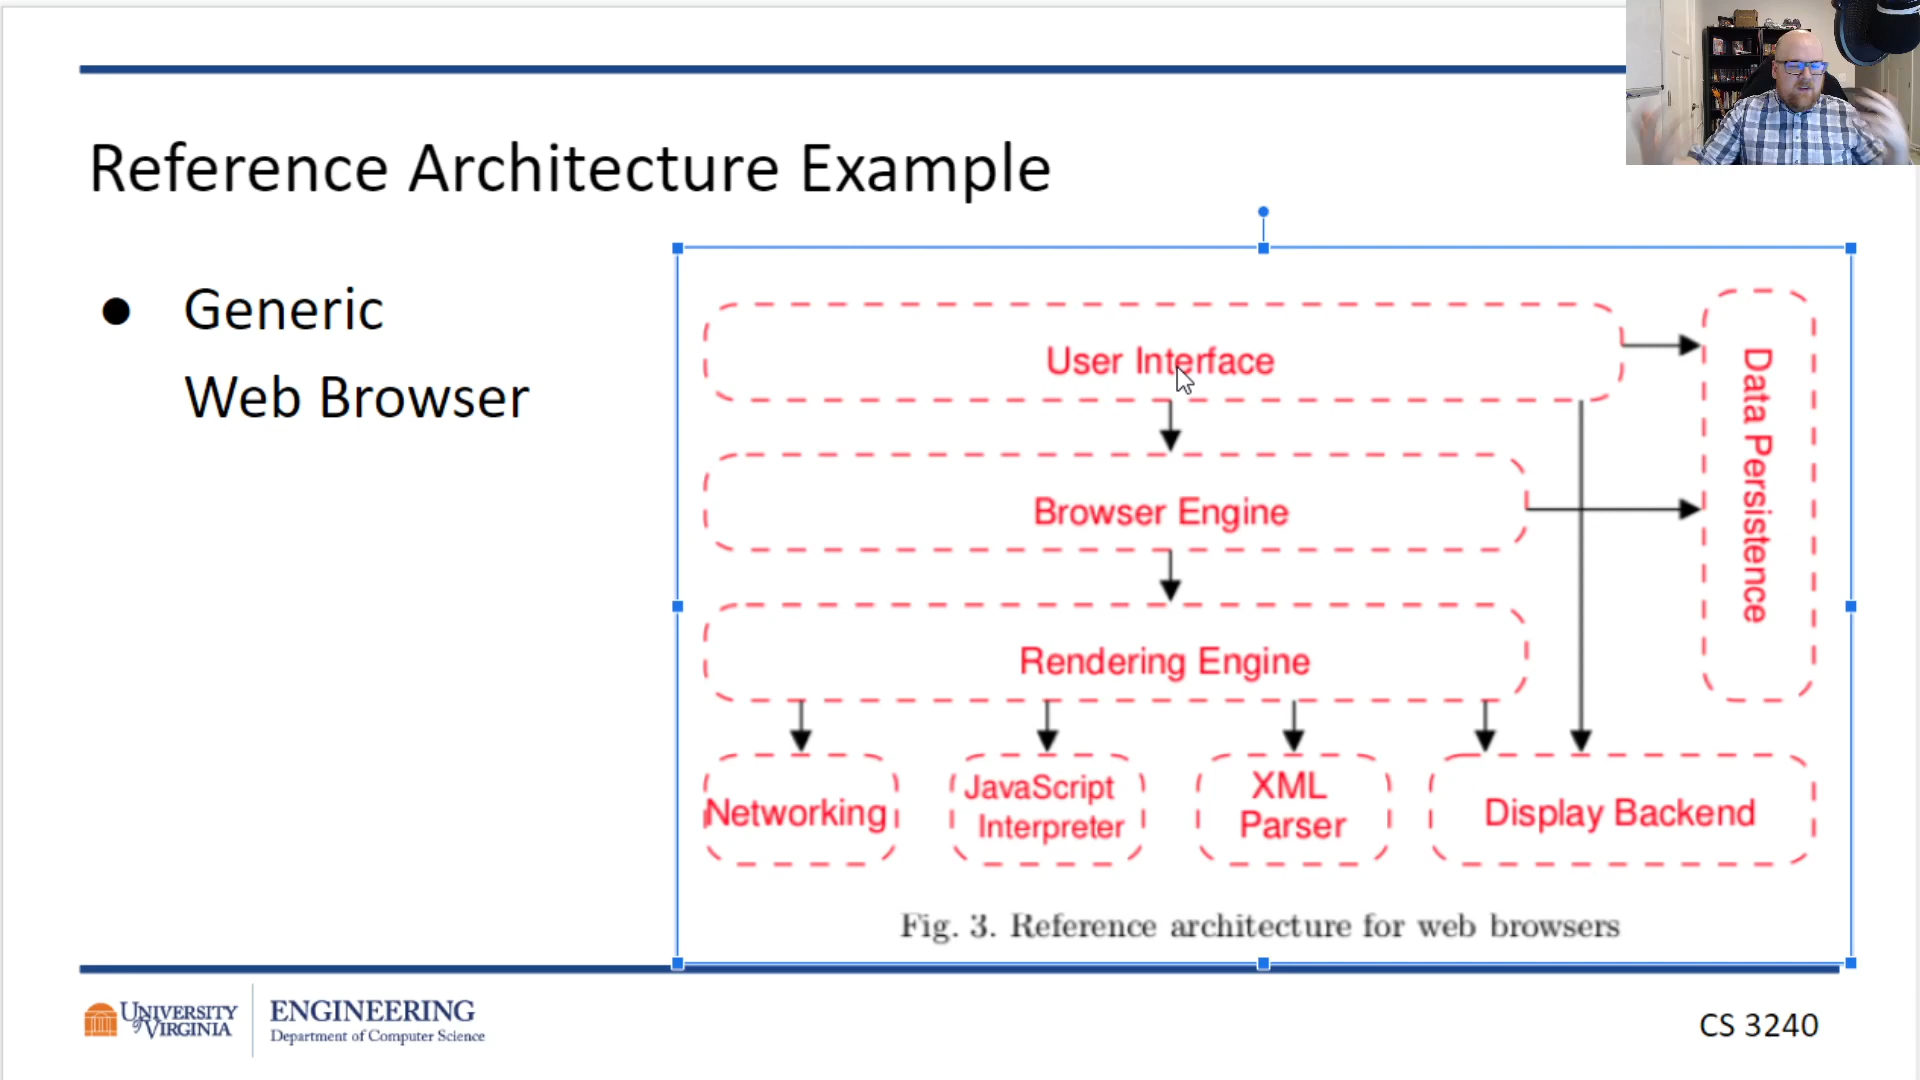 Reference Architecture Example
● Generic
Web Browser
User Interface
Data Persistence
Browser Engine
Rendering Engine
Networking
JavaScript
Interpreter
XML
Parser
Display Backend
Fig. 3. Reference architecture for web browsers
UNIVERSITY
of VIRGINIA
ENGINEERING
Department of Computer Science
CS 3240